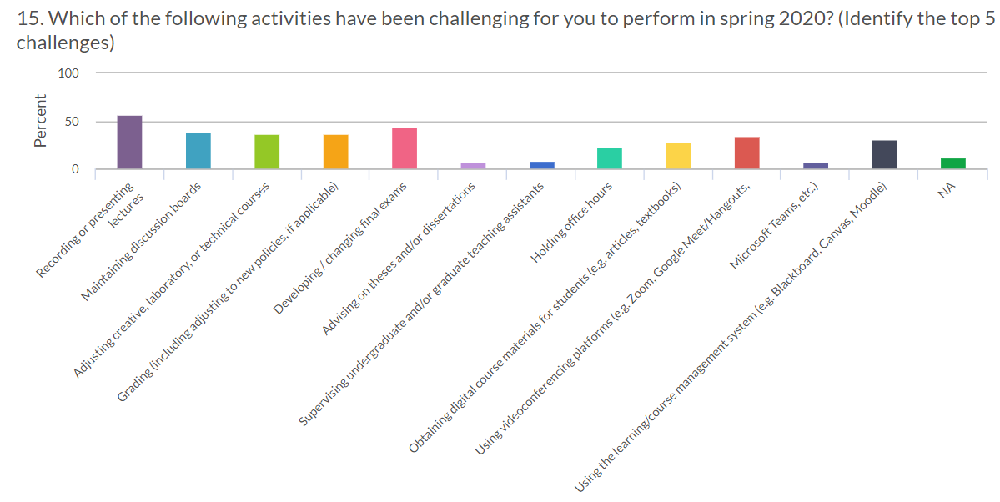 15. Which of the following activities have been challenging for you to perform in spring 2020? (Identify the top 5
challenges)
100
50
0
Percent
Recording or presenting
lectures
Maintaining discussion boards
Adjusting creative, laboratory, or technical courses
Grading (including adjusting to new policies, if applicable)
Developing / changing final exams
Advising on theses and/or dissertations
Supervising undergraduate and/or graduate teaching assistants
Holding office hours
Obtaining digital course materials for students (e.g. articles, textbooks)
Using videoconferencing platforms (e.g. Zoom, Google Meet/Hangouts,
Microsoft Teams, etc.)
Using the learning/course management system (e.g. Blackboard, Canvas, Moodle)
NA